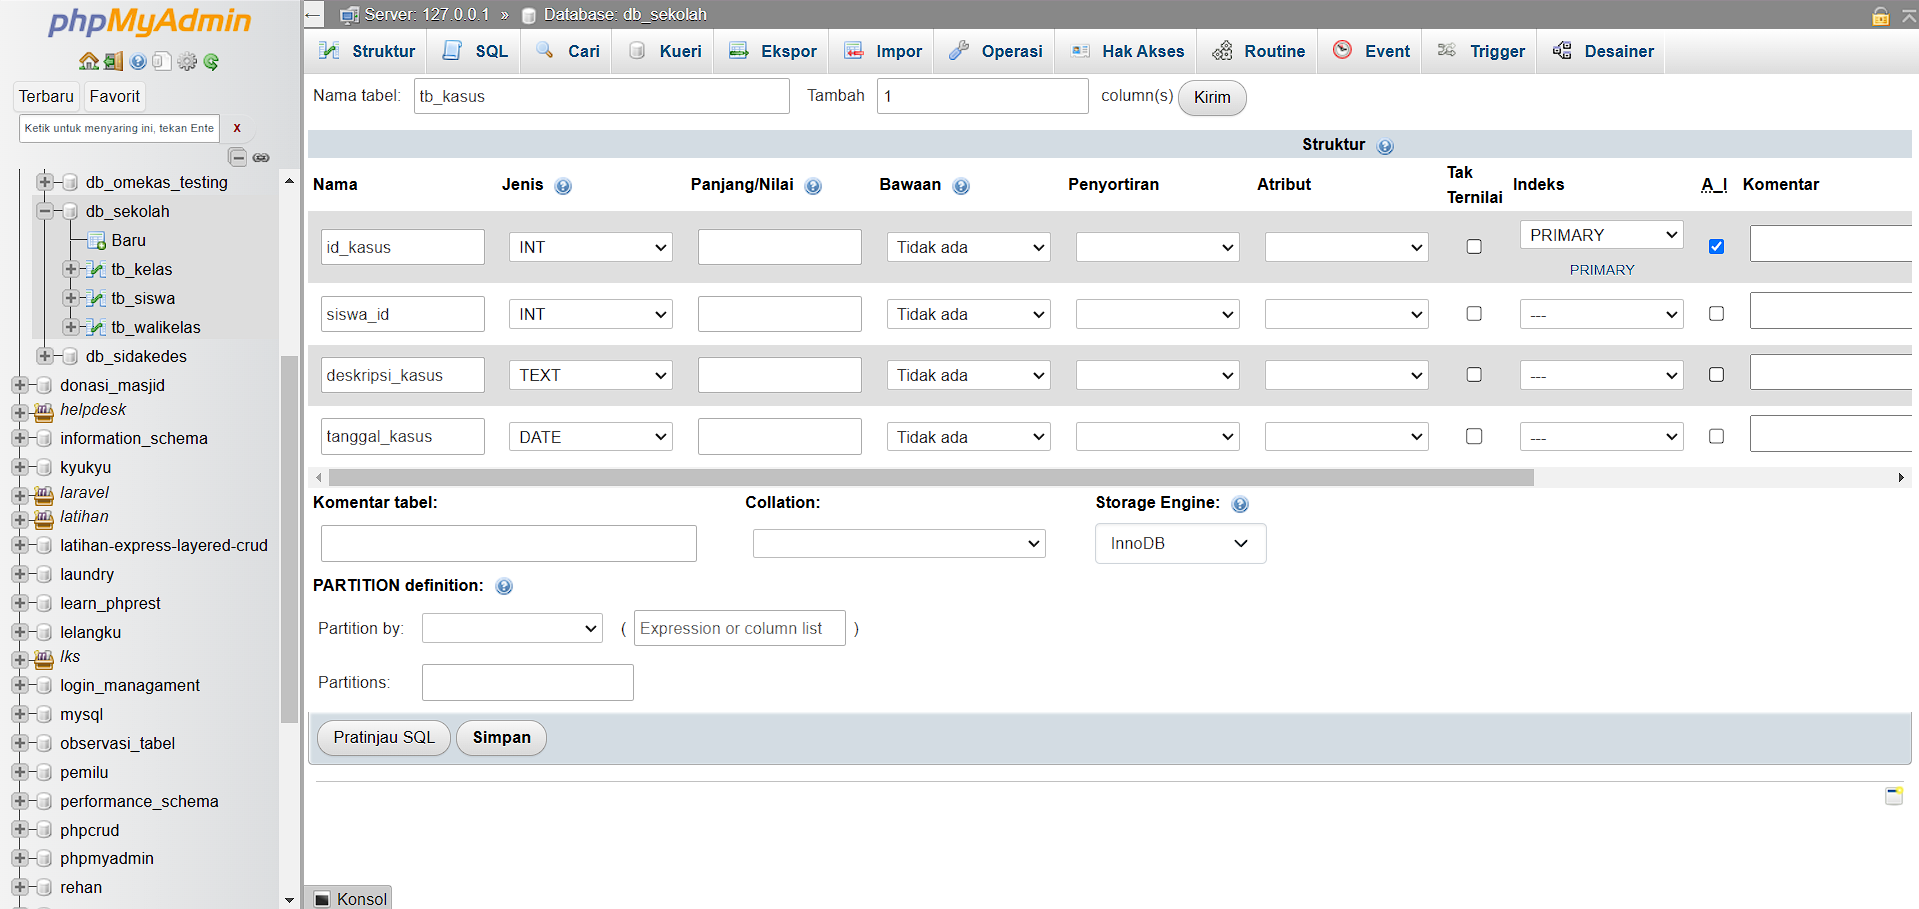 phpMyAdmin
Terbaru Favorit
Ketik untuk menyaring ini, tekan Ente X
db_omekas_testing
db_sekolah
Baru
tb_kelas
tb_siswa
tb_walikelas
db_sidakedes
donasi_masjid
helpdesk
information_schema
kyukyu
laravel
latihan
latihan-express-layered-crud
laundry
learn_phprest
lelangku
lks
login_managament
mysql
observasi_tabel
pemilu
performance_schema
phpcrud
phpmyadmin
rehan
Server: 127.0.0.1 » Database: db_sekolah
Struktur SQL Cari Kueri Ekspor Impor Operasi Hak Akses Routine Event Trigger Desainer
Nama tabel: tb_kasus Tambah 1 column(s) Kirim
Struktur
Nama Jenis Panjang/Nilai Bawaan Penyortiran Atribut Tak Ternilai Indeks A_I Komentar
id_kasus INT Tidak ada PRIMARY
PRIMARY
siswa_id INT Tidak ada ---
deskripsi_kasus TEXT Tidak ada ---
tanggal_kasus DATE Tidak ada ---
Komentar tabel: Collation: Storage Engine:
InnoDB
PARTITION definition:
Partition by: ( Expression or column list )
Partitions:
Pratinjau SQL Simpan
Konsol